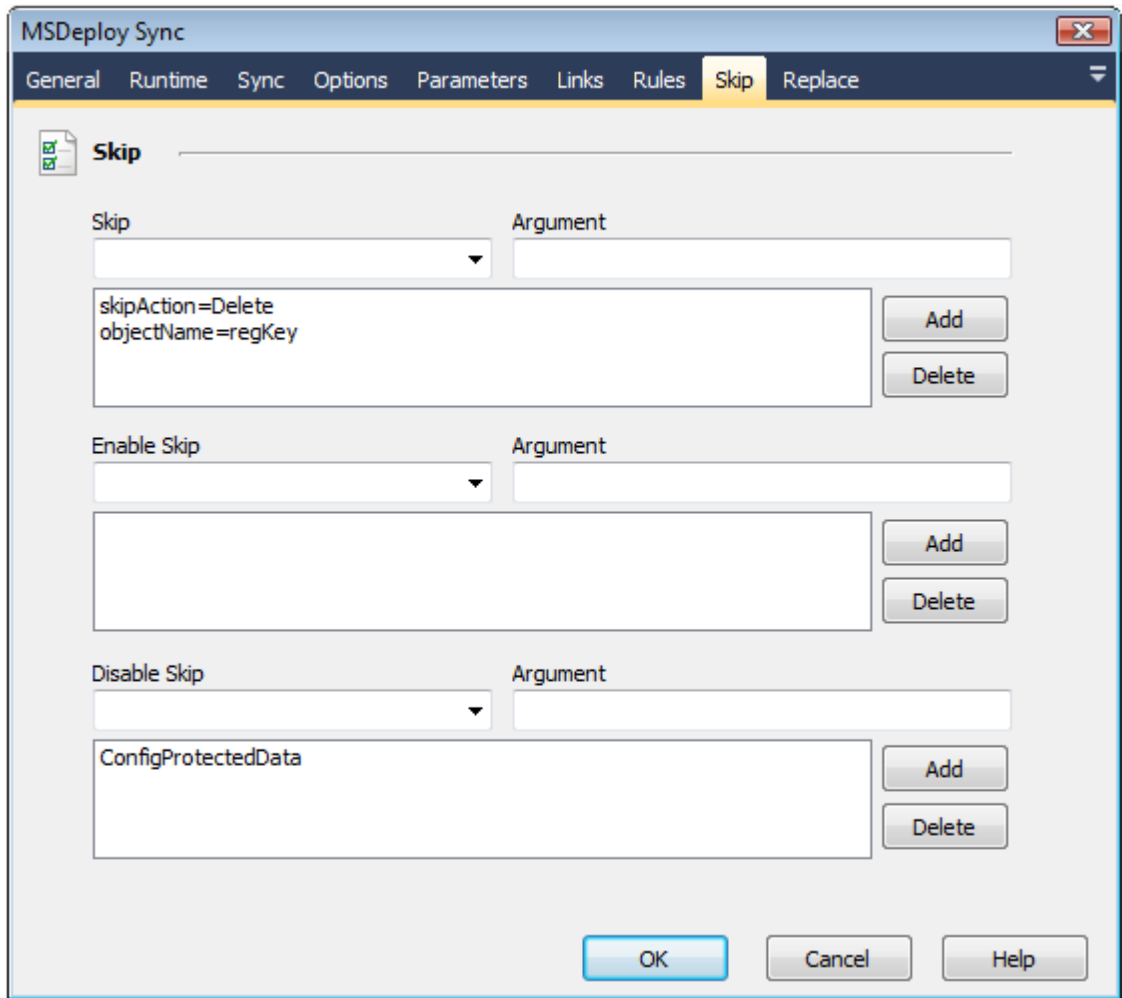 MSDeploy Sync
General Runtime Sync Options Parameters Links Rules Skip Replace
Skip
Skip Argument
skipAction=Delete
objectName=regKey
Add
Delete
Enable Skip Argument
Add
Delete
Disable Skip Argument
ConfigProtectedData
Add
Delete
OK Cancel Help